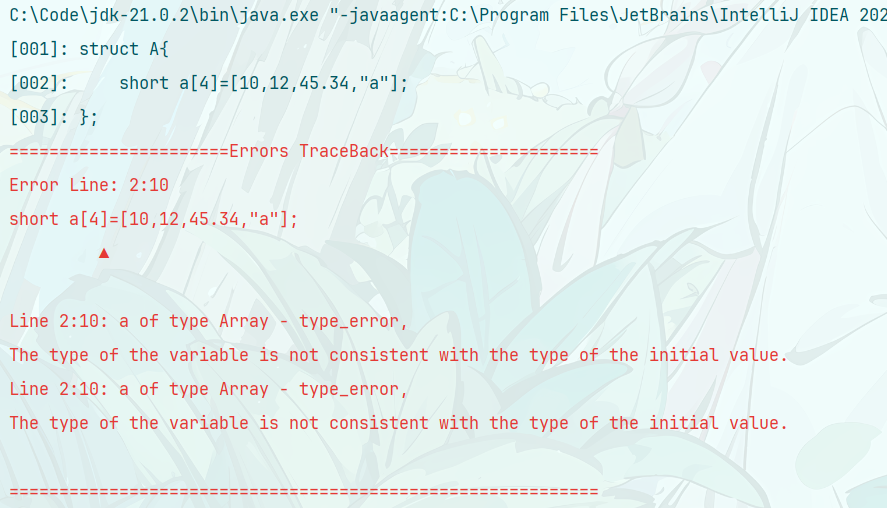 C:\Code\jdk-21.0.2\bin\java.exe "-javaagent:C:\Program Files\JetBrains\IntelliJ IDEA 202
[001]: struct A{
[002]:     short a[4]=[10,12,45.34,"a"];
[003]: };
======================Errors TraceBack=====================
Error Line: 2:10
short a[4]=[10,12,45.34,"a"];
▲
Line 2:10: a of type Array - type_error,
The type of the variable is not consistent with the type of the initial value.
Line 2:10: a of type Array - type_error,
The type of the variable is not consistent with the type of the initial value.
===========================================================